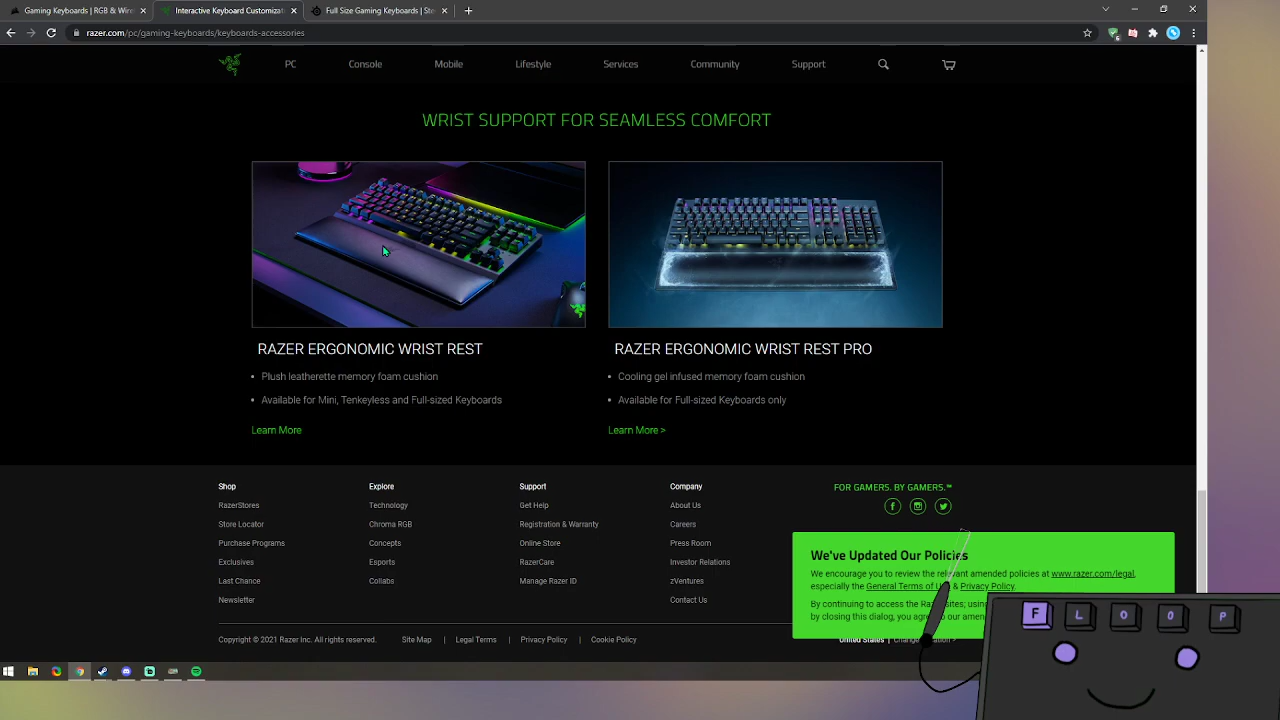 Gaming Keyboards | RGB & Wirel
Interactive Keyboard Customizati
Full Size Gaming Keyboards | Ste
razer.com/pc/gaming-keyboards/keyboards-accessories
PC Console Mobile Lifestyle Services Community Support
WRIST SUPPORT FOR SEAMLESS COMFORT
RAZER ERGONOMIC WRIST REST
• Plush leatherette memory foam cushion
• Available for Mini, Tenkeyless and Full-sized Keyboards
Learn More
RAZER ERGONOMIC WRIST REST PRO
• Cooling gel infused memory foam cushion
• Available for Full-sized Keyboards only
Learn More >
Shop
RazerStores
Store Locator
Purchase Programs
Exclusives
Last Chance
Newsletter
Explore
Technology
Chroma RGB
Concepts
Esports
Collabs
Support
Get Help
Registration & Warranty
Online Store
RazerCare
Manage Razer ID
Company
About Us
Careers
Press Room
Investor Relations
zVentures
Contact Us
FOR GAMERS. BY GAMERS.™
We've Updated Our Policies
We encourage you to review the relevant amended policies at www.razer.com/legal,
especially the General Terms of & Privacy Policy.
By continuing to access the sites; using
by closing this dialog, you agree to our
Copyright © 2021 Razer Inc. All rights reserved. Site Map | Legal Terms | Privacy Policy | Cookie Policy
United States | Change
F L O O P